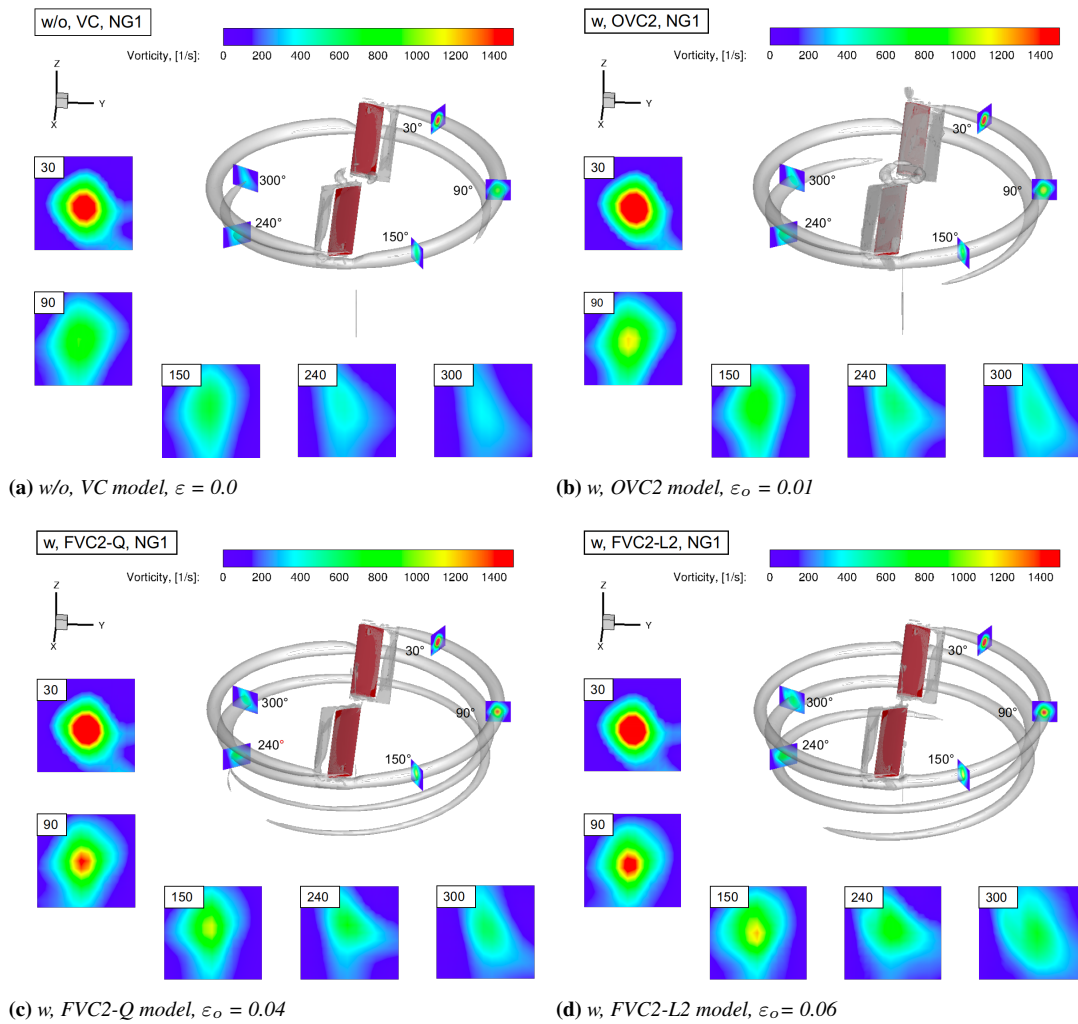 w/o, VC, NG1
Vorticity, [1/s]: 0 200 400 600 800 1000 1200 1400
Z
Y
X
30°
300°
90°
240°
150°
30
90
150
240
300
(a) w/o, VC model, ε = 0.0
w, OVC2, NG1
Vorticity, [1/s]: 0 200 400 600 800 1000 1200 1400
Z
Y
X
30°
300°
90°
240°
150°
30
90
150
240
300
(b) w, OVC2 model, εo = 0.01
w, FVC2-Q, NG1
Vorticity, [1/s]: 0 200 400 600 800 1000 1200 1400
Z
Y
X
30°
300°
90°
240°
150°
30
90
150
240
300
(c) w, FVC2-Q model, εo = 0.04
w, FVC2-L2, NG1
Vorticity, [1/s]: 0 200 400 600 800 1000 1200 1400
Z
Y
X
30°
300°
90°
240°
150°
30
90
150
240
300
(d) w, FVC2-L2 model, εo = 0.06